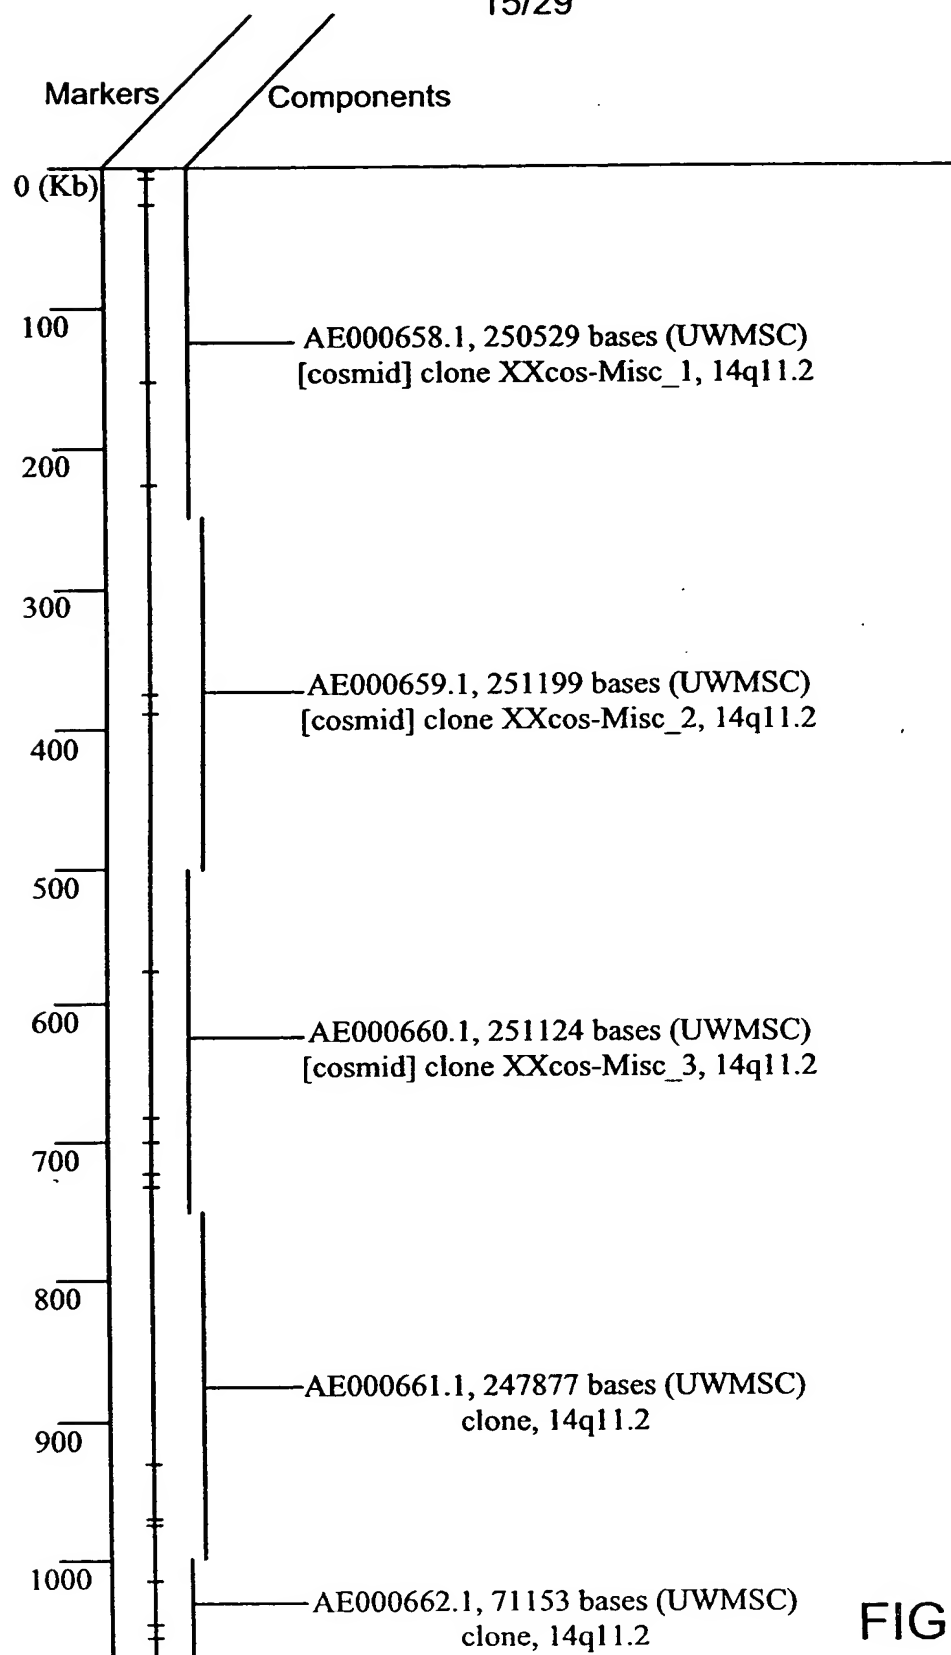 15/29
Markers
Components
0 (Kb)
100
AE000658.1, 250529 bases (UWMSC)
[cosmid] clone XXcos-Misc_1, 14q11.2
200
300
AE000659.1, 251199 bases (UWMSC)
[cosmid] clone XXcos-Misc_2, 14q11.2
400
500
600
AE000660.1, 251124 bases (UWMSC)
[cosmid] clone XXcos-Misc_3, 14q11.2
700
800
AE000661.1, 247877 bases (UWMSC)
clone, 14q11.2
900
1000
AE000662.1, 71153 bases (UWMSC)
clone, 14q11.2
FIG